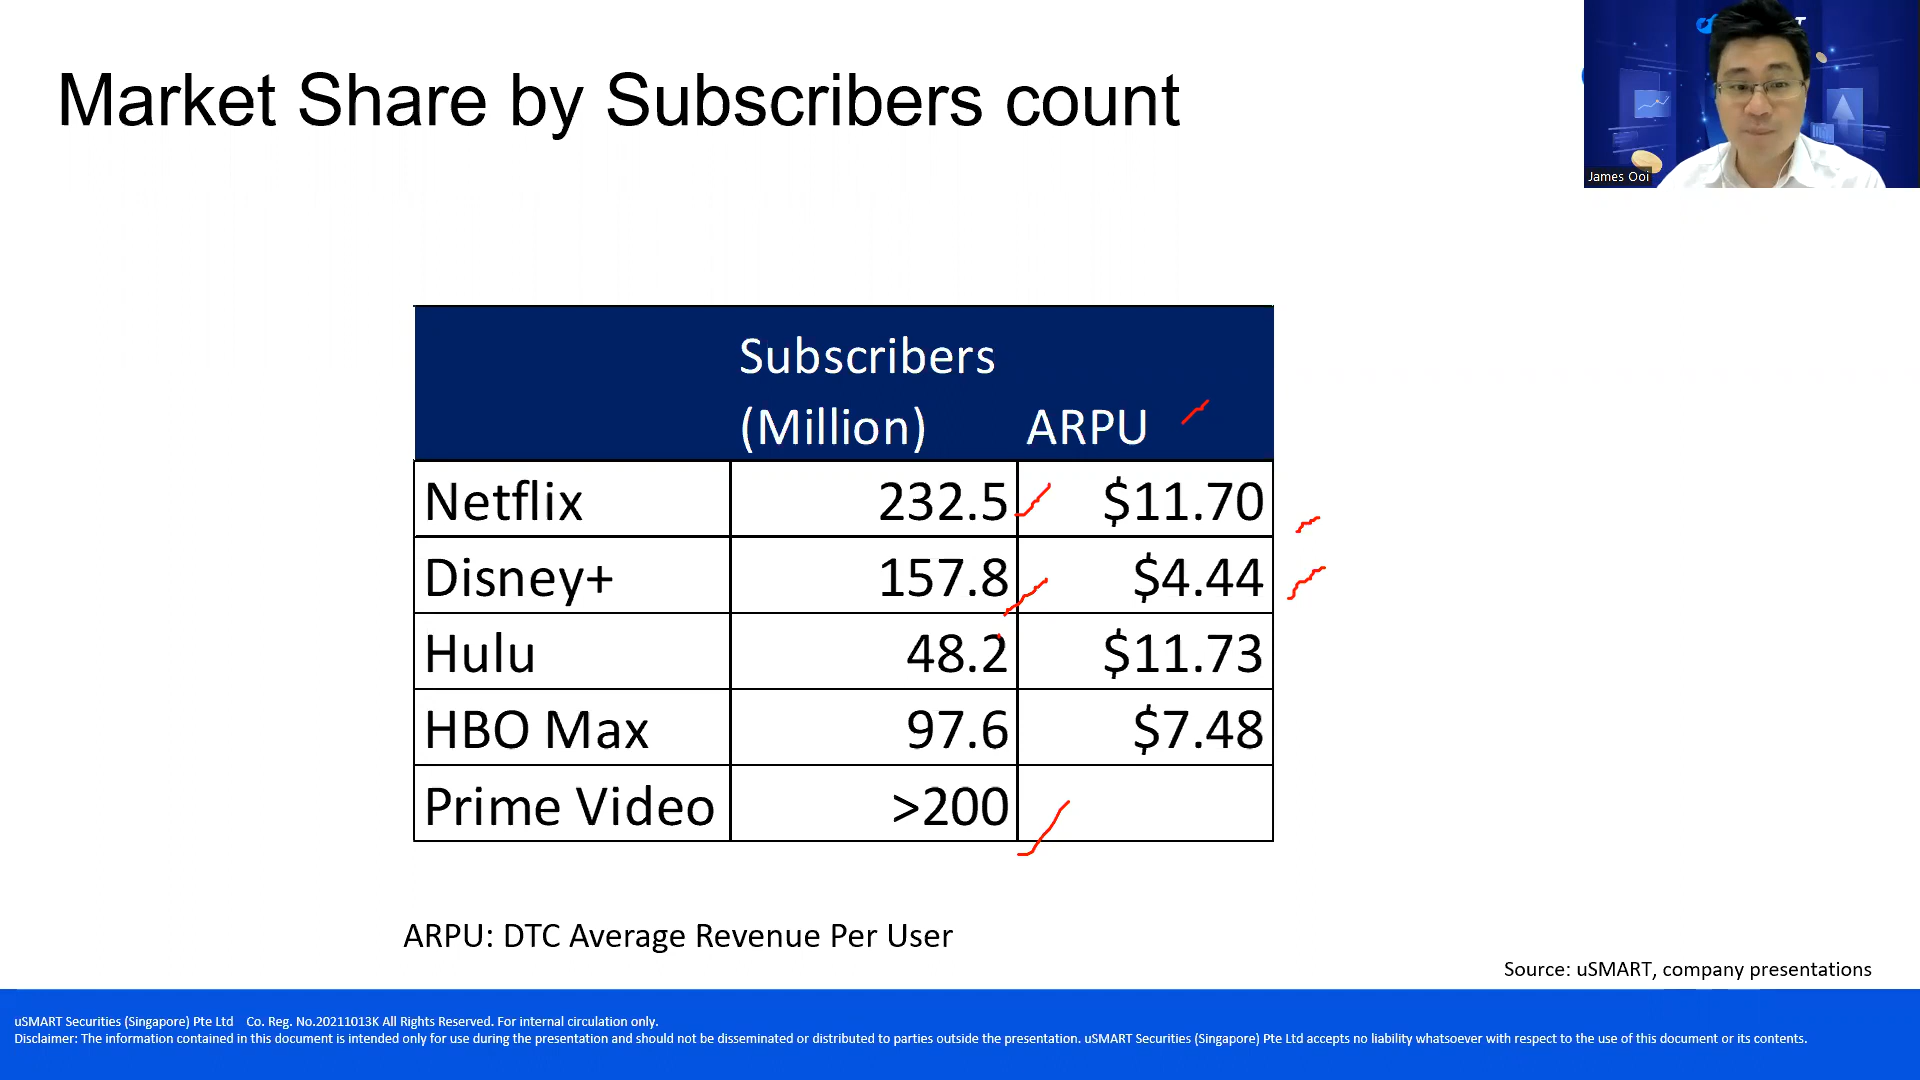 Market Share by Subscribers count
James Ooi
Subscribers
(Million) ARPU
Netflix 232.5 $11.70
Disney+ 157.8 $4.44
Hulu 48.2 $11.73
HBO Max 97.6 $7.48
Prime Video >200
ARPU: DTC Average Revenue Per User
Source: uSMART, company presentations
uSMART Securities (Singapore) Pte Ltd Co. Reg. No.20211013K All Rights Reserved. For internal circulation only.
Disclaimer: The information contained in this document is intended only for use during the presentation and should not be disseminated or distributed to parties outside the presentation. uSMART Securities (Singapore) Pte Ltd accepts no liability whatsoever with respect to the use of this document or its contents.